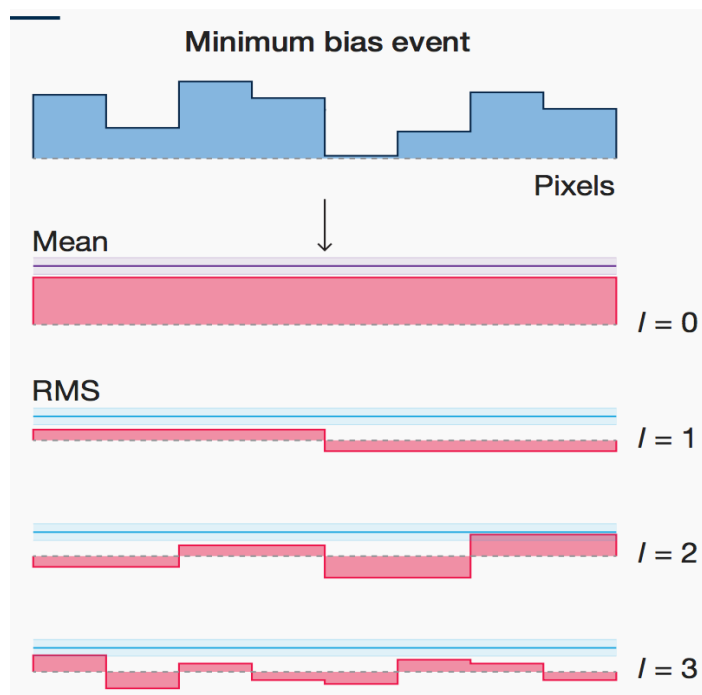 Minimum bias event
Pixels
Mean
l = 0
RMS
l = 1
l = 2
l = 3